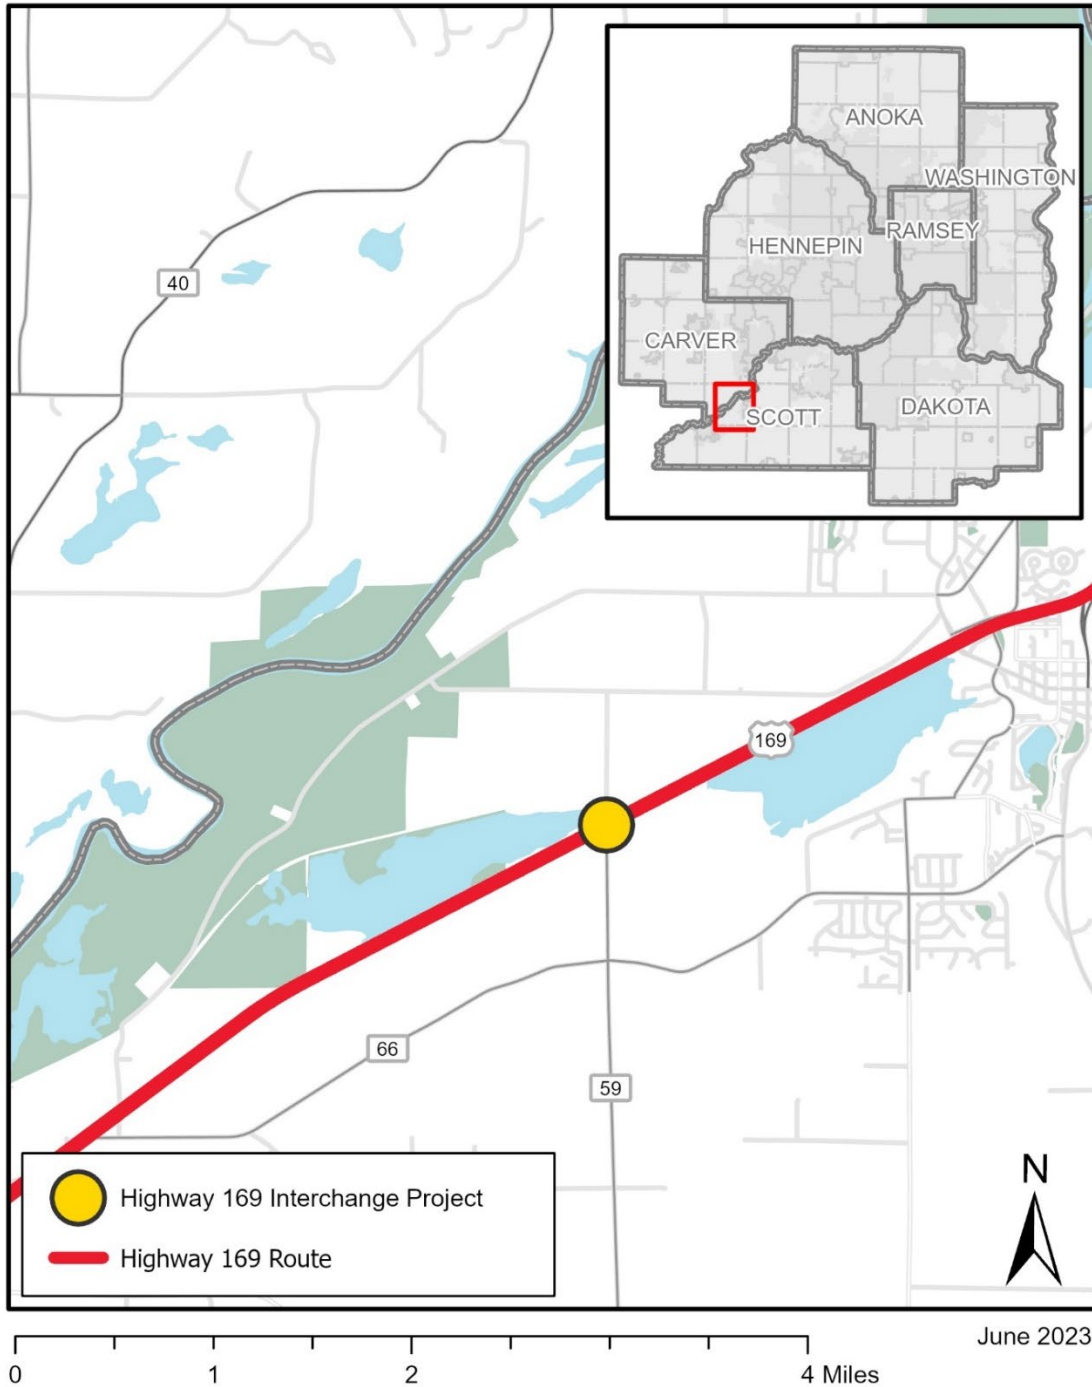 ANOKA
WASHINGTON
RAMSEY
HENNEPIN
CARVER
SCOTT
DAKOTA
40
169
66
59
N
Highway 169 Interchange Project
Highway 169 Route
June 2023
0 1 2 4 Miles